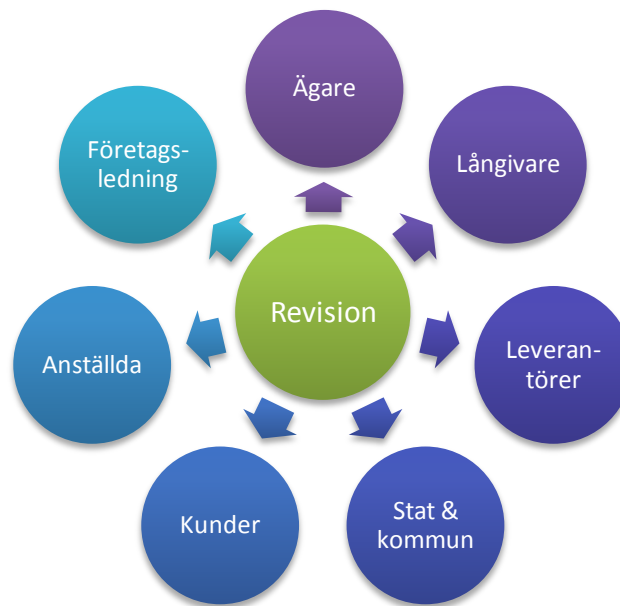 Ägare
Långivare
Leveran-
törer
Stat &
kommun
Kunder
Anställda
Företags-
ledning
Revision